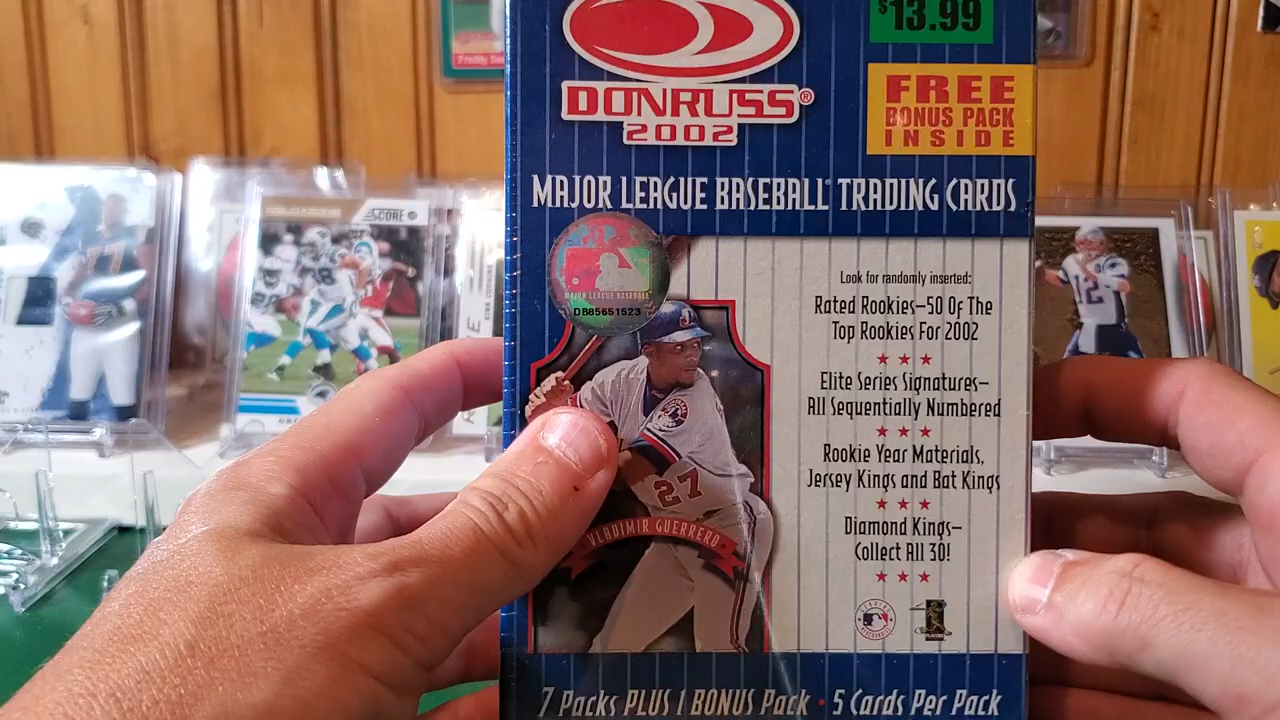 $13.99
DONRUSS®
2002
FREE
BONUS PACK
INSIDE
MAJOR LEAGUE BASEBALL TRADING CARDS
MAJOR LEAGUE BASEBALL
DB85651523
Look for randomly inserted:
Rated Rookies–50 Of The
Top Rookies For 2002
Elite Series Signatures–
All Sequentially Numbered
Rookie Year Materials,
Jersey Kings and Bat Kings
Diamond Kings–
Collect All 30!
27
VLADIMIR GUERRERO
7 Packs PLUS 1 BONUS Pack • 5 Cards Per Pack
SCORE
77
12